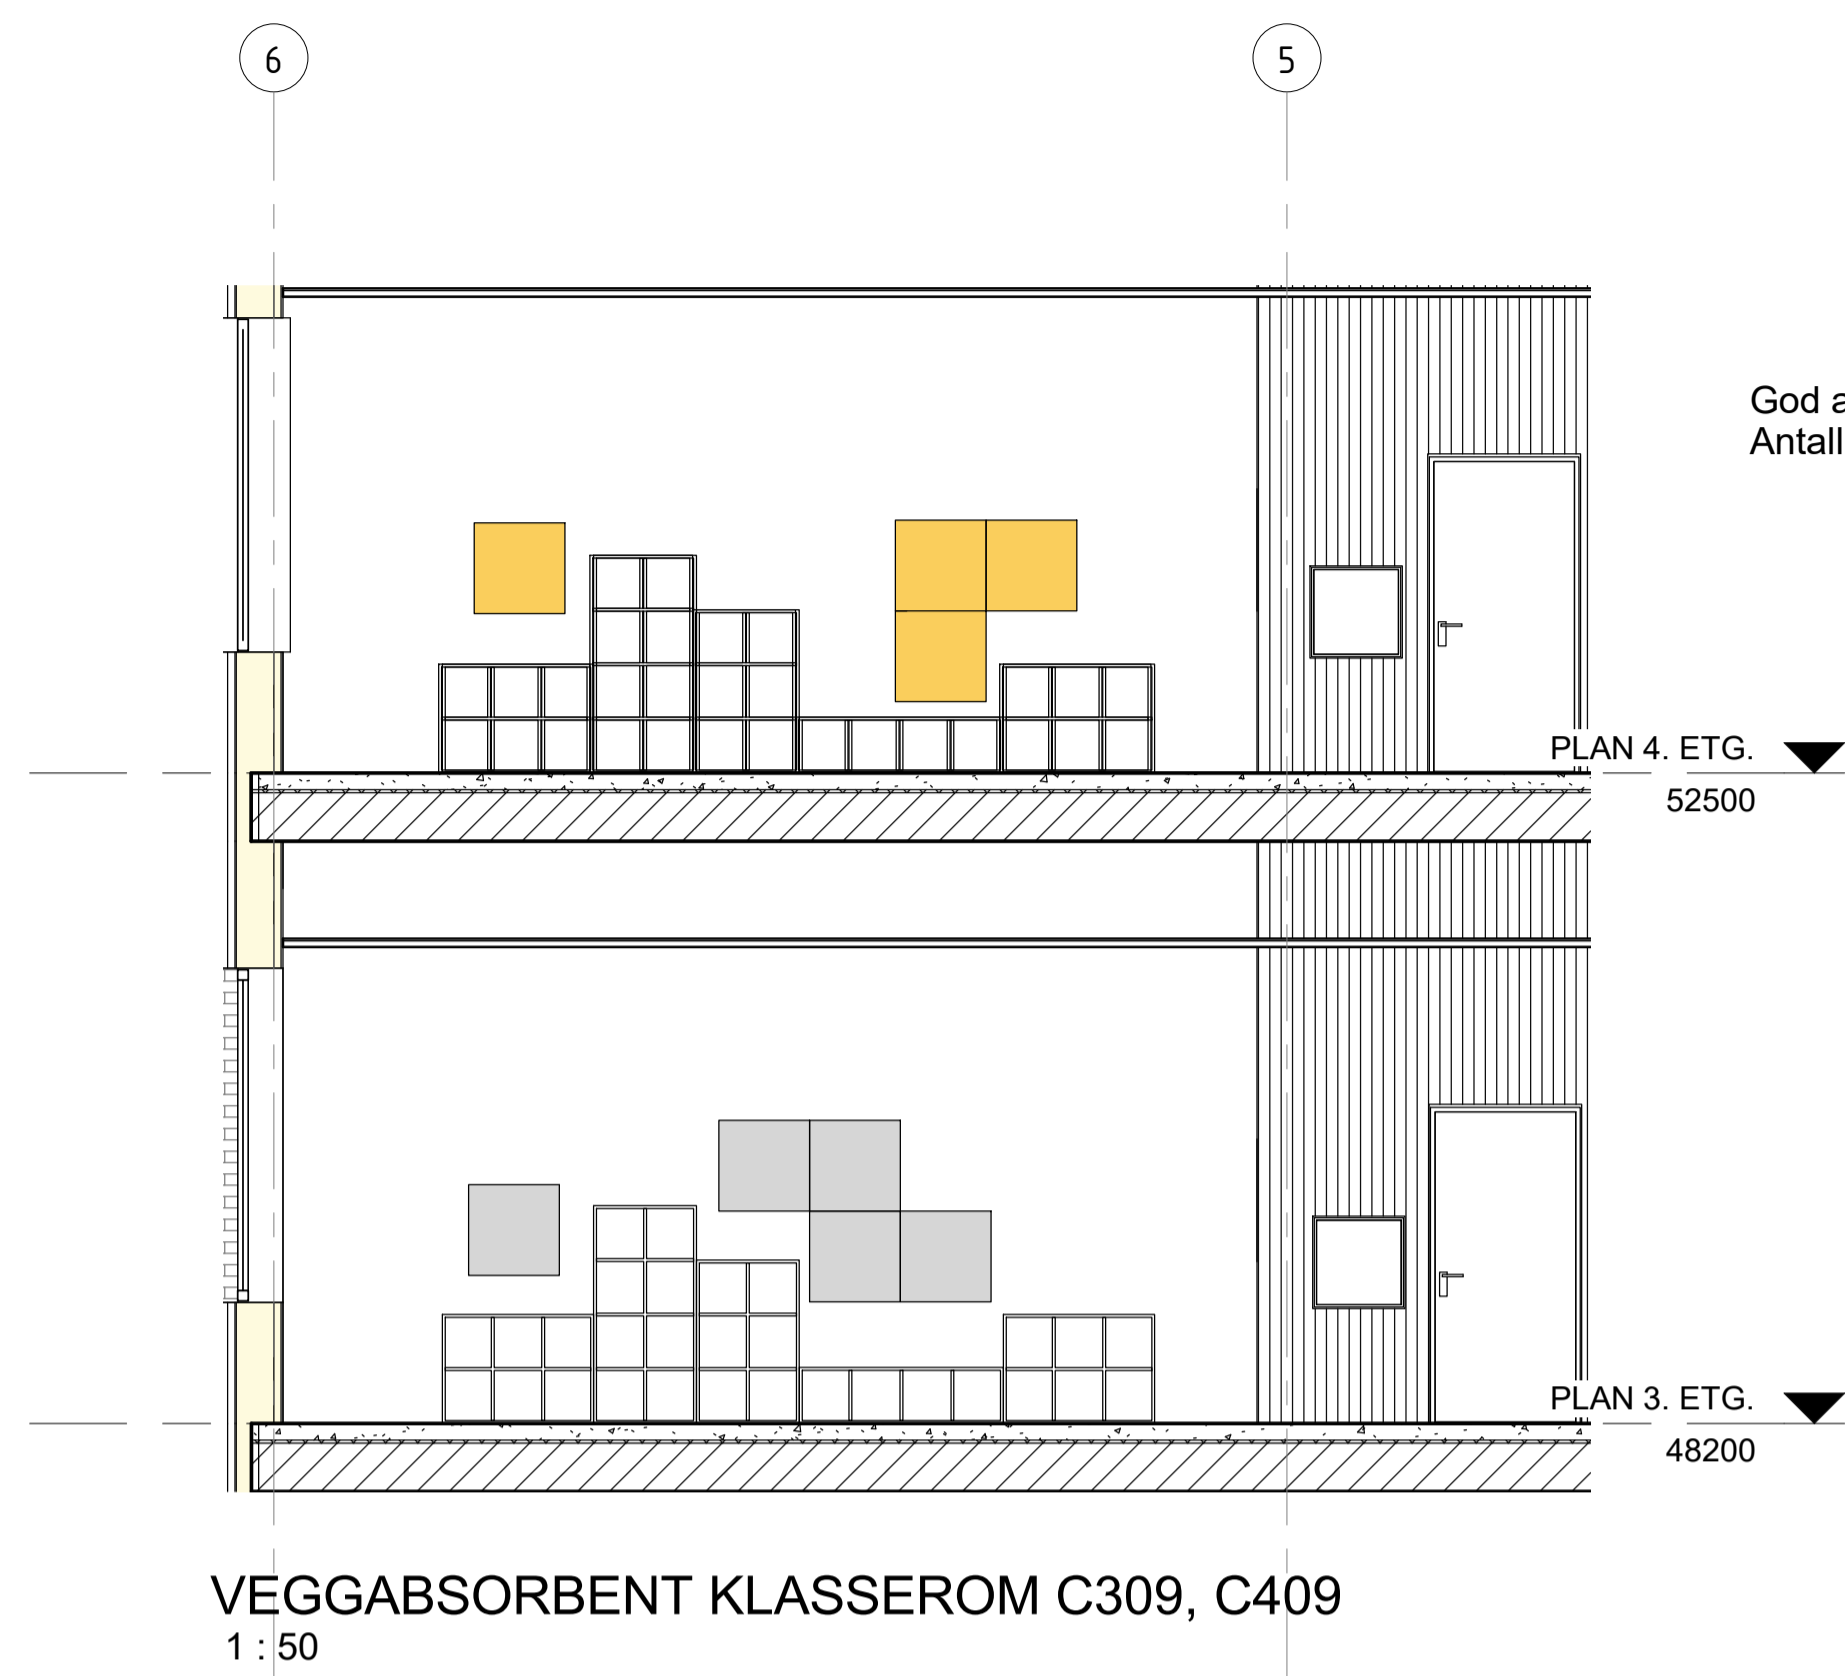 6
5
God a
Antall
PLAN 4. ETG.
52500
PLAN 3. ETG.
48200
VEGGABSORBENT KLASSEROM C309, C409
1 : 50